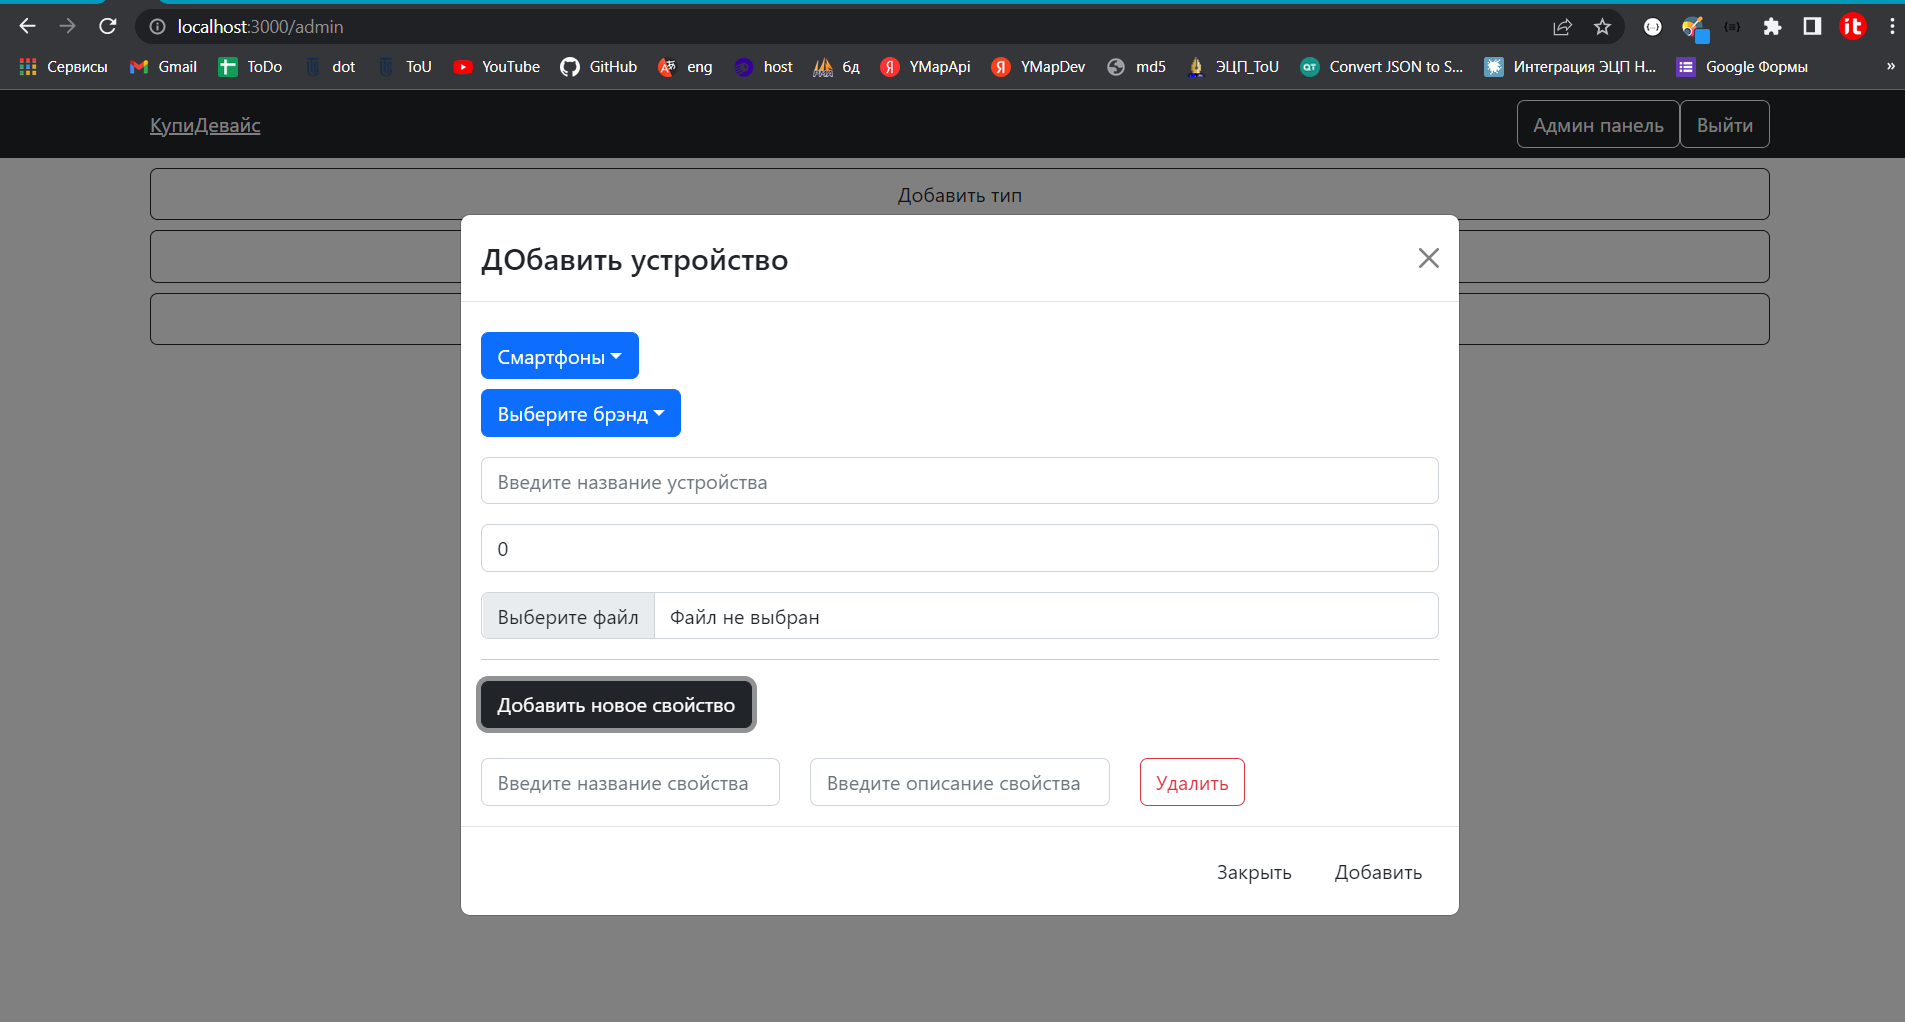 localhost:3000/admin
Сервисы Gmail ToDo dot ToU YouTube GitHub eng host бд YMapApi YMapDev md5 ЭЦП_ToU Convert JSON to S... Интеграция ЭЦП Н... Google Формы »
КупиДевайс Админ панель Выйти
Добавить тип
ДОбавить устройство
Смартфоны
Выберите брэнд
Введите название устройства
0
Выберите файл Файл не выбран
Добавить новое свойство
Введите название свойства Введите описание свойства Удалить
Закрыть Добавить